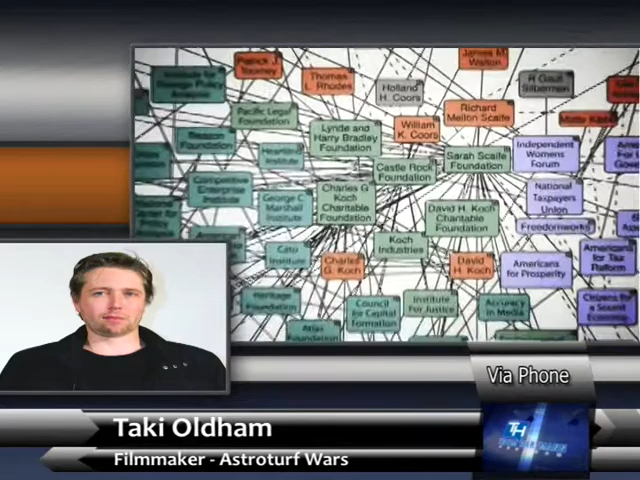 Patrick J.
Toomey
Thomas
L. Rhodes
Holland
H. Coors
James M.
Walton
R Gaull
Silberman
Richard
Mellon Scaife
William
K. Coors
Pacific Legal
Foundation
Lynde and
Harry Bradley
Foundation
Castle Rock
Foundation
Sarah Scaife
Foundation
Independent
Womens
Forum
National
Taxpayers
Union
Freedomworks
Heartland
Institute
Competitive
Enterprise
Institute
George C
Marshall
Institute
Charles G
Koch
Charitable
Foundation
David H. Koch
Charitable
Foundation
Koch
Industries
Cato
Institute
Charles
G. Koch
David
H Koch
Americans
for Prosperity
Americans
for Tax
Reform
Heritage
Foundation
Council
for Capital
Formation
Institute
For Justice
Accuracy
in Media
Citizens for
a Sound
Economy
Atlas
Foundation
Via Phone
Taki Oldham
TH
Filmmaker - Astroturf Wars